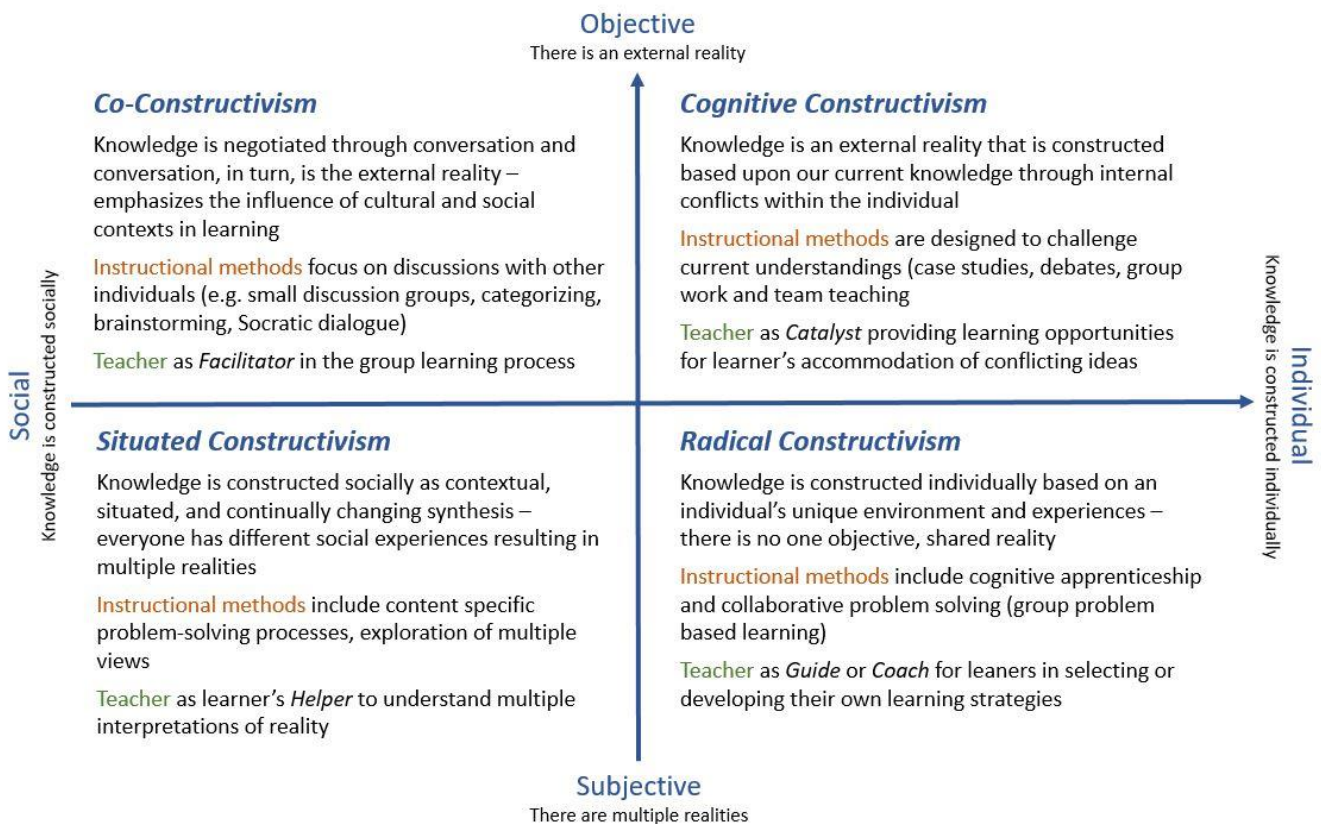 Objective
There is an external reality
Co-Constructivism
Knowledge is negotiated through conversation and
conversation, in turn, is the external reality –
emphasizes the influence of cultural and social
contexts in learning
Instructional methods focus on discussions with other
individuals (e.g. small discussion groups, categorizing,
brainstorming, Socratic dialogue)
Teacher as Facilitator in the group learning process
Cognitive Constructivism
Knowledge is an external reality that is constructed
based upon our current knowledge through internal
conflicts within the individual
Instructional methods are designed to challenge
current understandings (case studies, debates, group
work and team teaching
Teacher as Catalyst providing learning opportunities
for learner's accommodation of conflicting ideas
Social
Knowledge is constructed socially
Individual
Knowledge is constructed individually
Situated Constructivism
Knowledge is constructed socially as contextual,
situated, and continually changing synthesis –
everyone has different social experiences resulting in
multiple realities
Instructional methods include content specific
problem-solving processes, exploration of multiple
views
Teacher as learner's Helper to understand multiple
interpretations of reality
Radical Constructivism
Knowledge is constructed individually based on an
individual's unique environment and experiences –
there is no one objective, shared reality
Instructional methods include cognitive apprenticeship
and collaborative problem solving (group problem
based learning)
Teacher as Guide or Coach for leaners in selecting or
developing their own learning strategies
Subjective
There are multiple realities